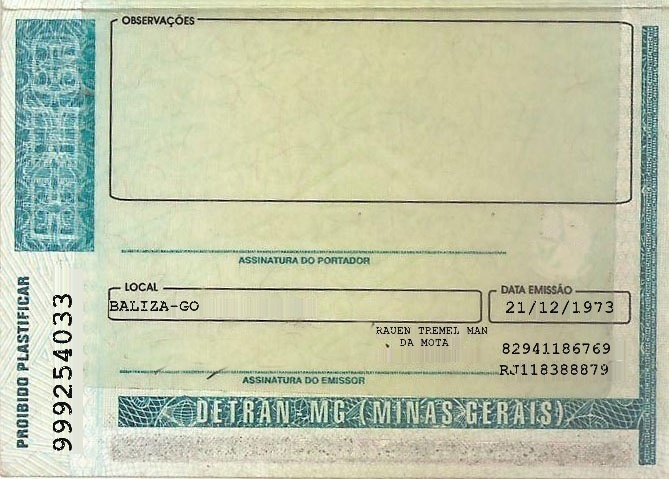 OBSERVAÇÕES
ASSINATURA DO PORTADOR
LOCAL
BALIZA-GO
DATA EMISSÃO
21/12/1973
RAUEN TREMEL MAN
DA MOTA
82941186769
RJ118388879
ASSINATURA DO EMISSOR
DETRAN-MG (MINAS GERAIS)
PROIBIDO PLASTIFICAR
999254033